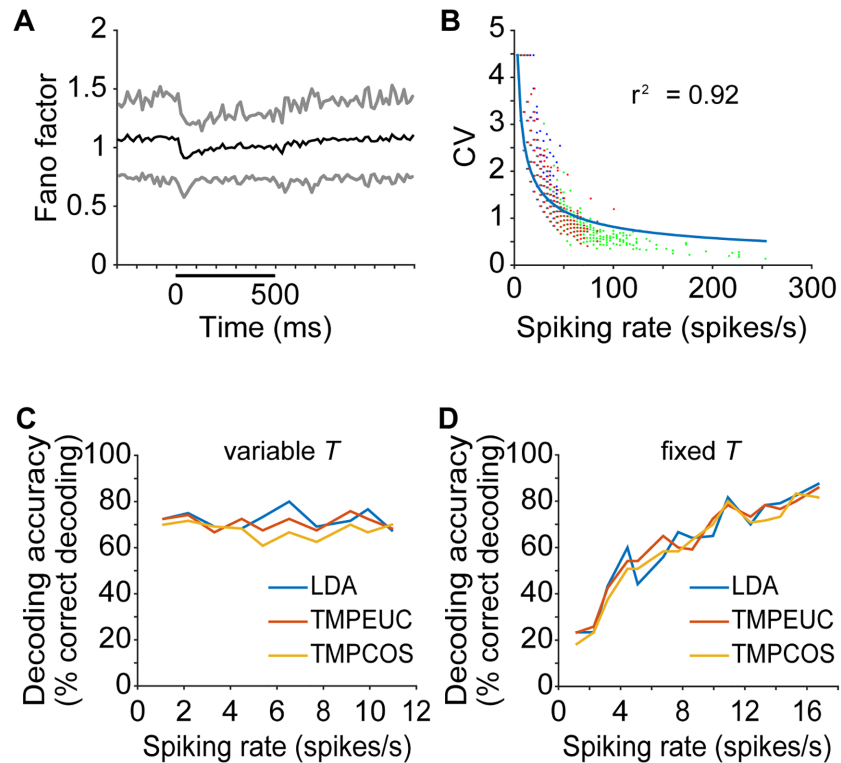 A
2
1.5
1
0.5
0
Fano factor
0 500
Time (ms)
B
5
4
3
2
1
0
CV
r² = 0.92
0 100 200 300
Spiking rate (spikes/s)
C
variable T
100
80
60
40
20
0
Decoding accuracy
(% correct decoding)
LDA
TMPEUC
TMPCOS
0 2 4 6 8 10 12
Spiking rate (spikes/s)
D
fixed T
100
80
60
40
20
0
Decoding accuracy
(% correct decoding)
LDA
TMPEUC
TMPCOS
0 4 8 12 16
Spiking rate (spikes/s)